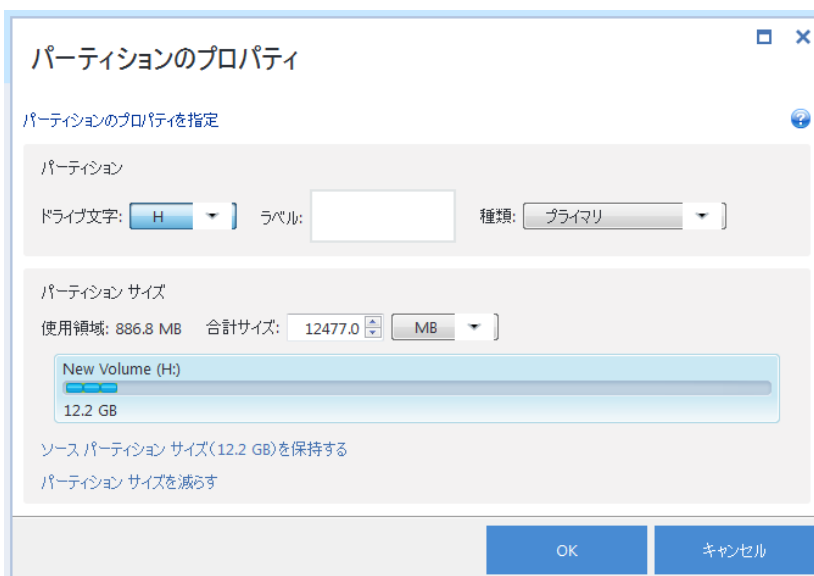 パーティションのプロパティ
パーティションのプロパティを指定
パーティション
ドライブ文字: H ラベル: 種類: プライマリ
パーティション サイズ
使用領域: 886.8 MB 合計サイズ: 12477.0 MB
New Volume (H:)
12.2 GB
ソース パーティション サイズ(12.2 GB)を保持する
パーティション サイズを減らす
OK キャンセル